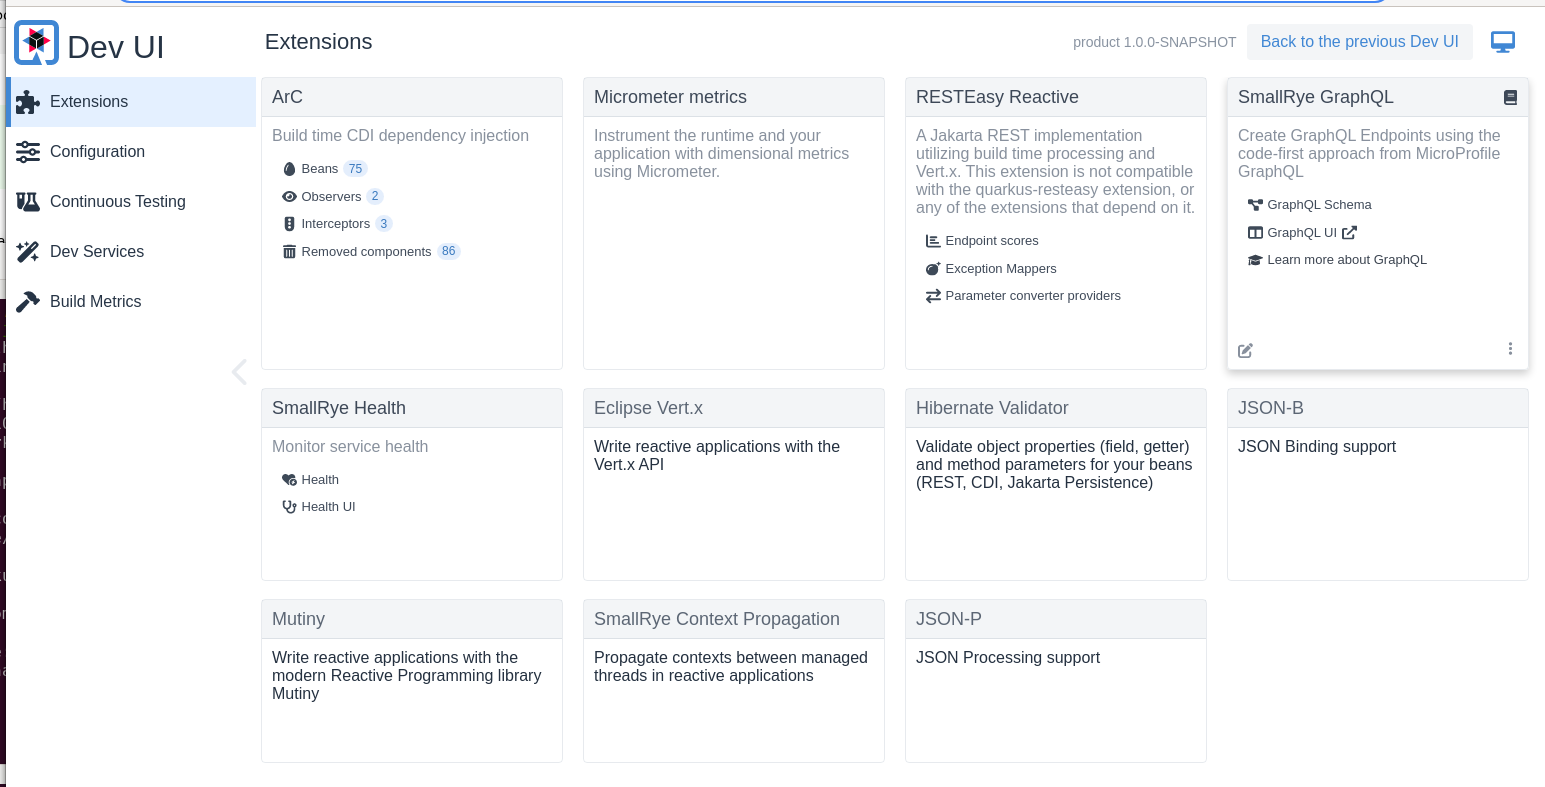 Dev UI
Extensions
product 1.0.0-SNAPSHOT
Back to the previous Dev UI
Extensions
Configuration
Continuous Testing
Dev Services
Build Metrics
ArC
Build time CDI dependency injection
Beans 75
Observers 2
Interceptors 3
Removed components 86
Micrometer metrics
Instrument the runtime and your
application with dimensional metrics
using Micrometer.
RESTEasy Reactive
A Jakarta REST implementation
utilizing build time processing and
Vert.x. This extension is not compatible
with the quarkus-resteasy extension, or
any of the extensions that depend on it.
Endpoint scores
Exception Mappers
Parameter converter providers
SmallRye GraphQL
Create GraphQL Endpoints using the
code-first approach from MicroProfile
GraphQL
GraphQL Schema
GraphQL UI
Learn more about GraphQL
SmallRye Health
Monitor service health
Health
Health UI
Eclipse Vert.x
Write reactive applications with the
Vert.x API
Hibernate Validator
Validate object properties (field, getter)
and method parameters for your beans
(REST, CDI, Jakarta Persistence)
JSON-B
JSON Binding support
Mutiny
Write reactive applications with the
modern Reactive Programming library
Mutiny
SmallRye Context Propagation
Propagate contexts between managed
threads in reactive applications
JSON-P
JSON Processing support